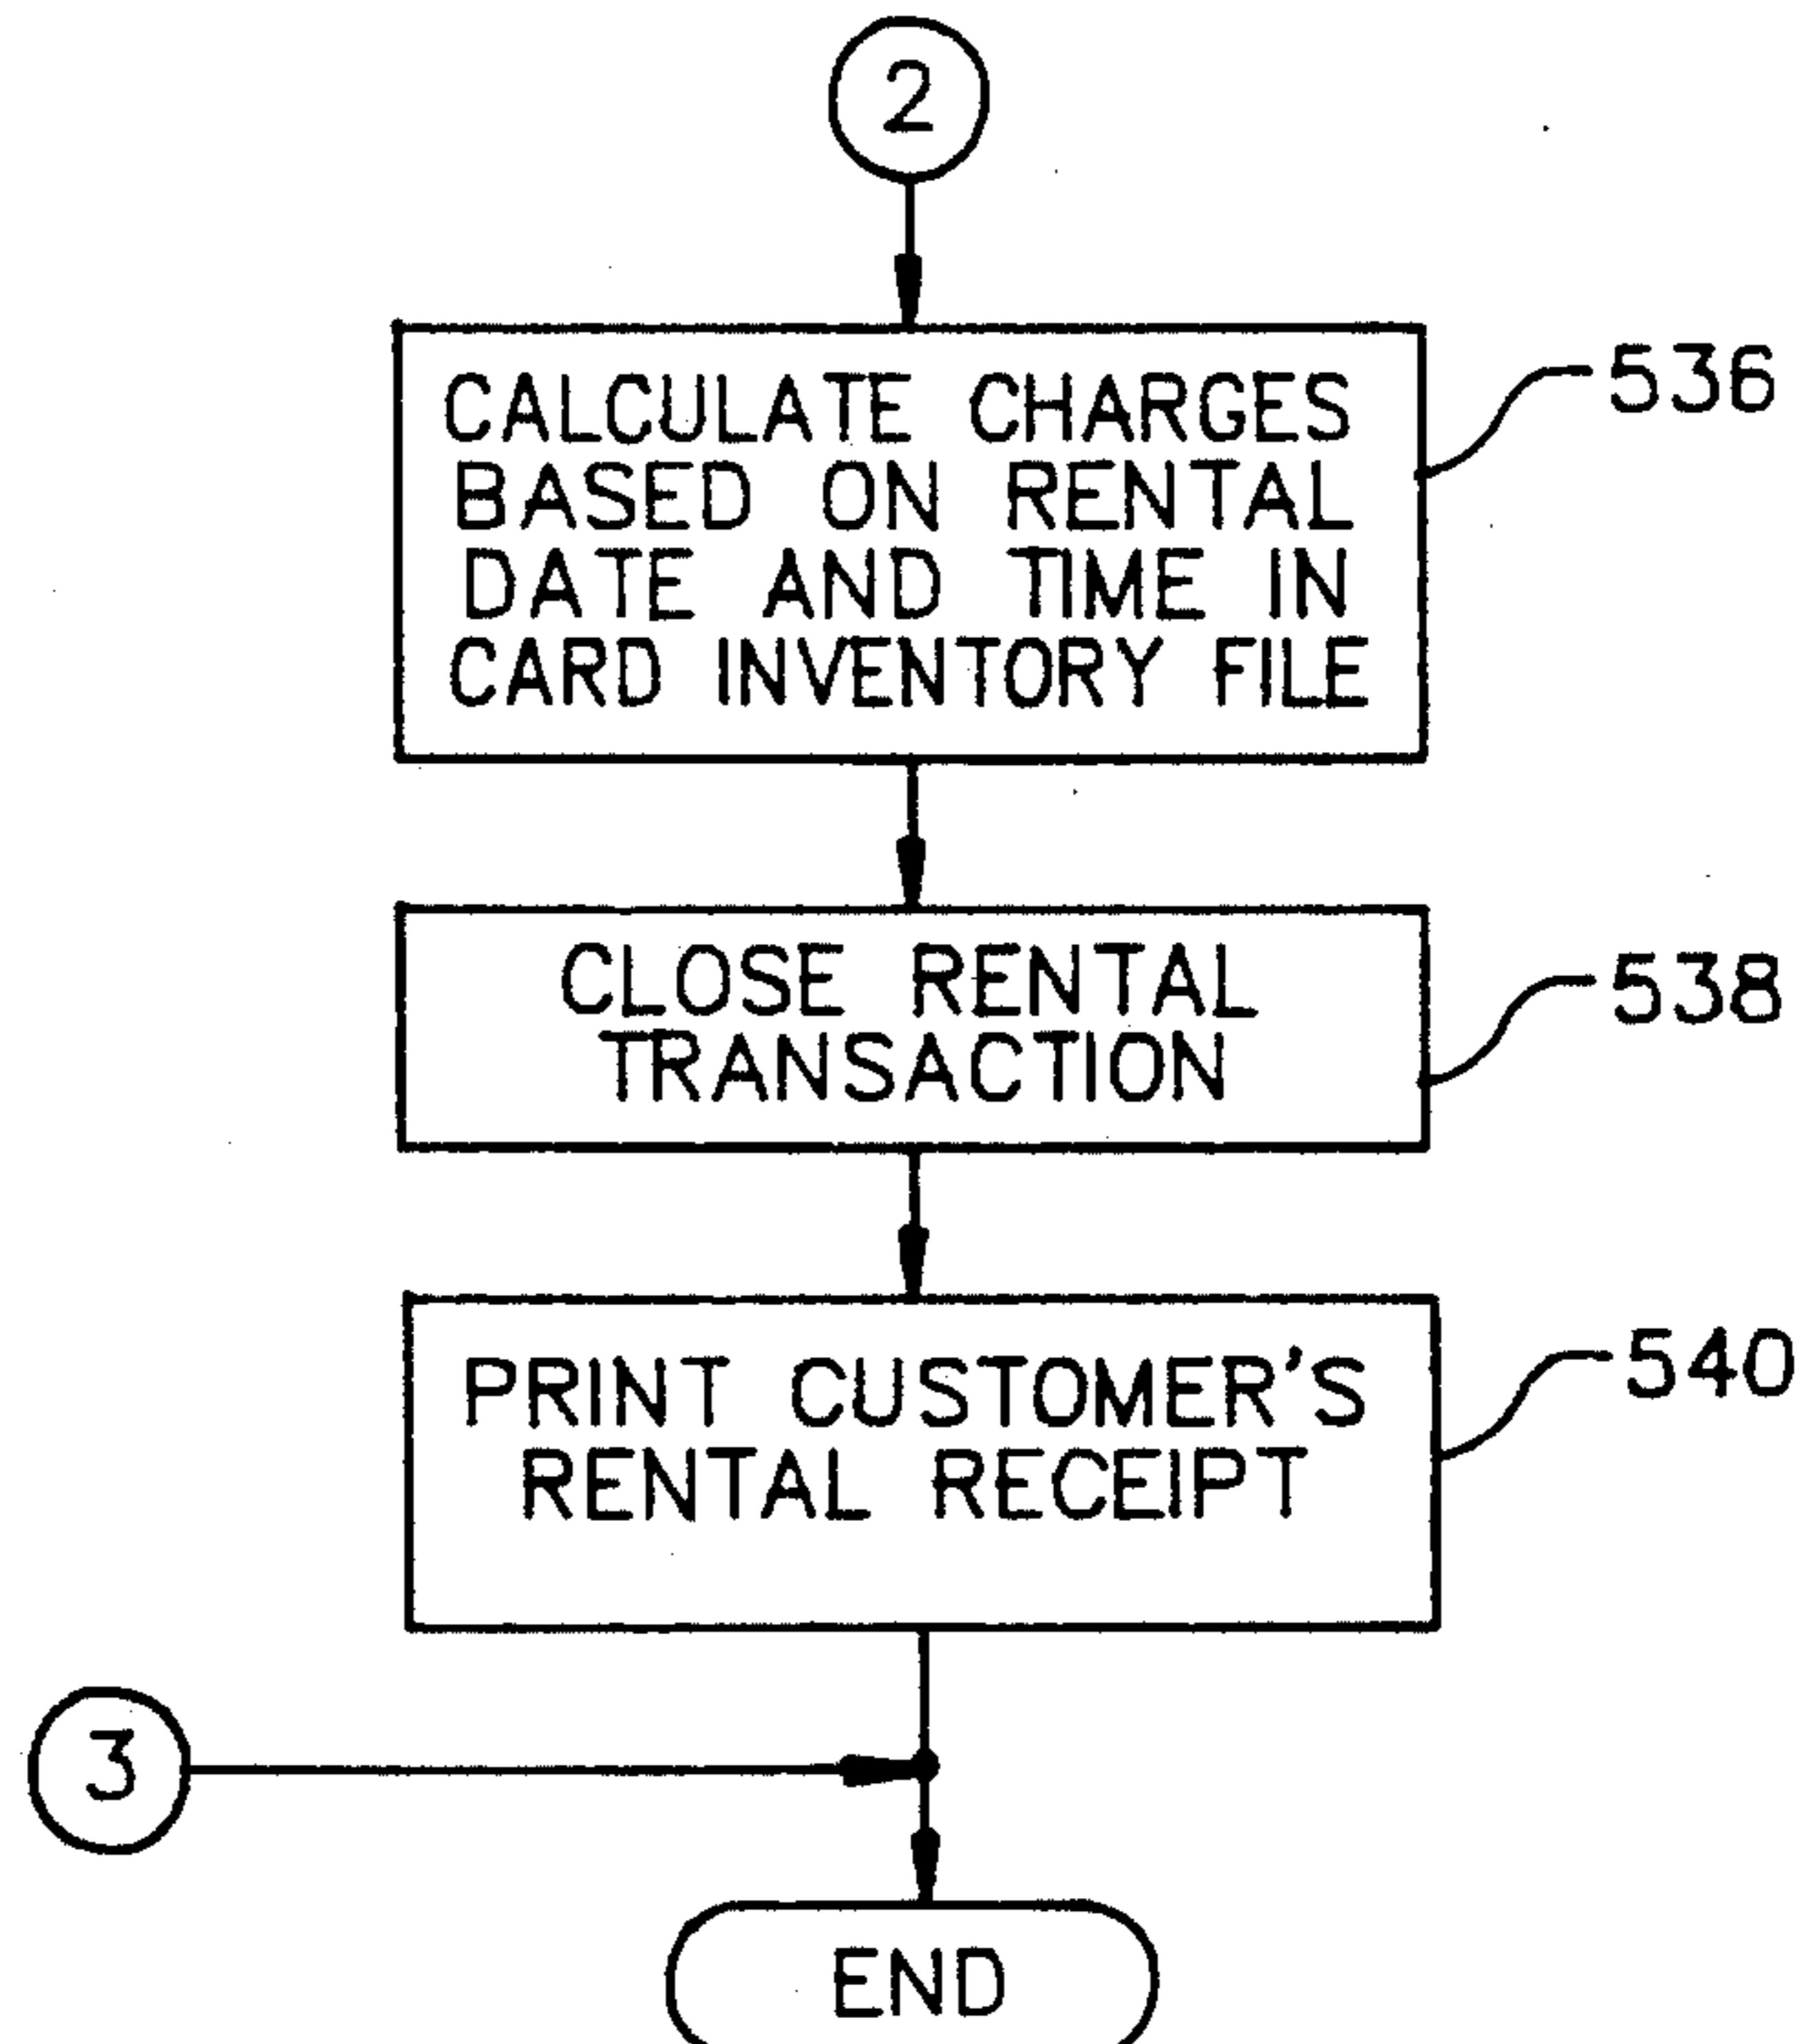 2
CALCULATE CHARGES
BASED ON RENTAL
DATE AND TIME IN
CARD INVENTORY FILE
536
CLOSE RENTAL
TRANSACTION
538
PRINT CUSTOMER'S
RENTAL RECEIPT
540
3
END